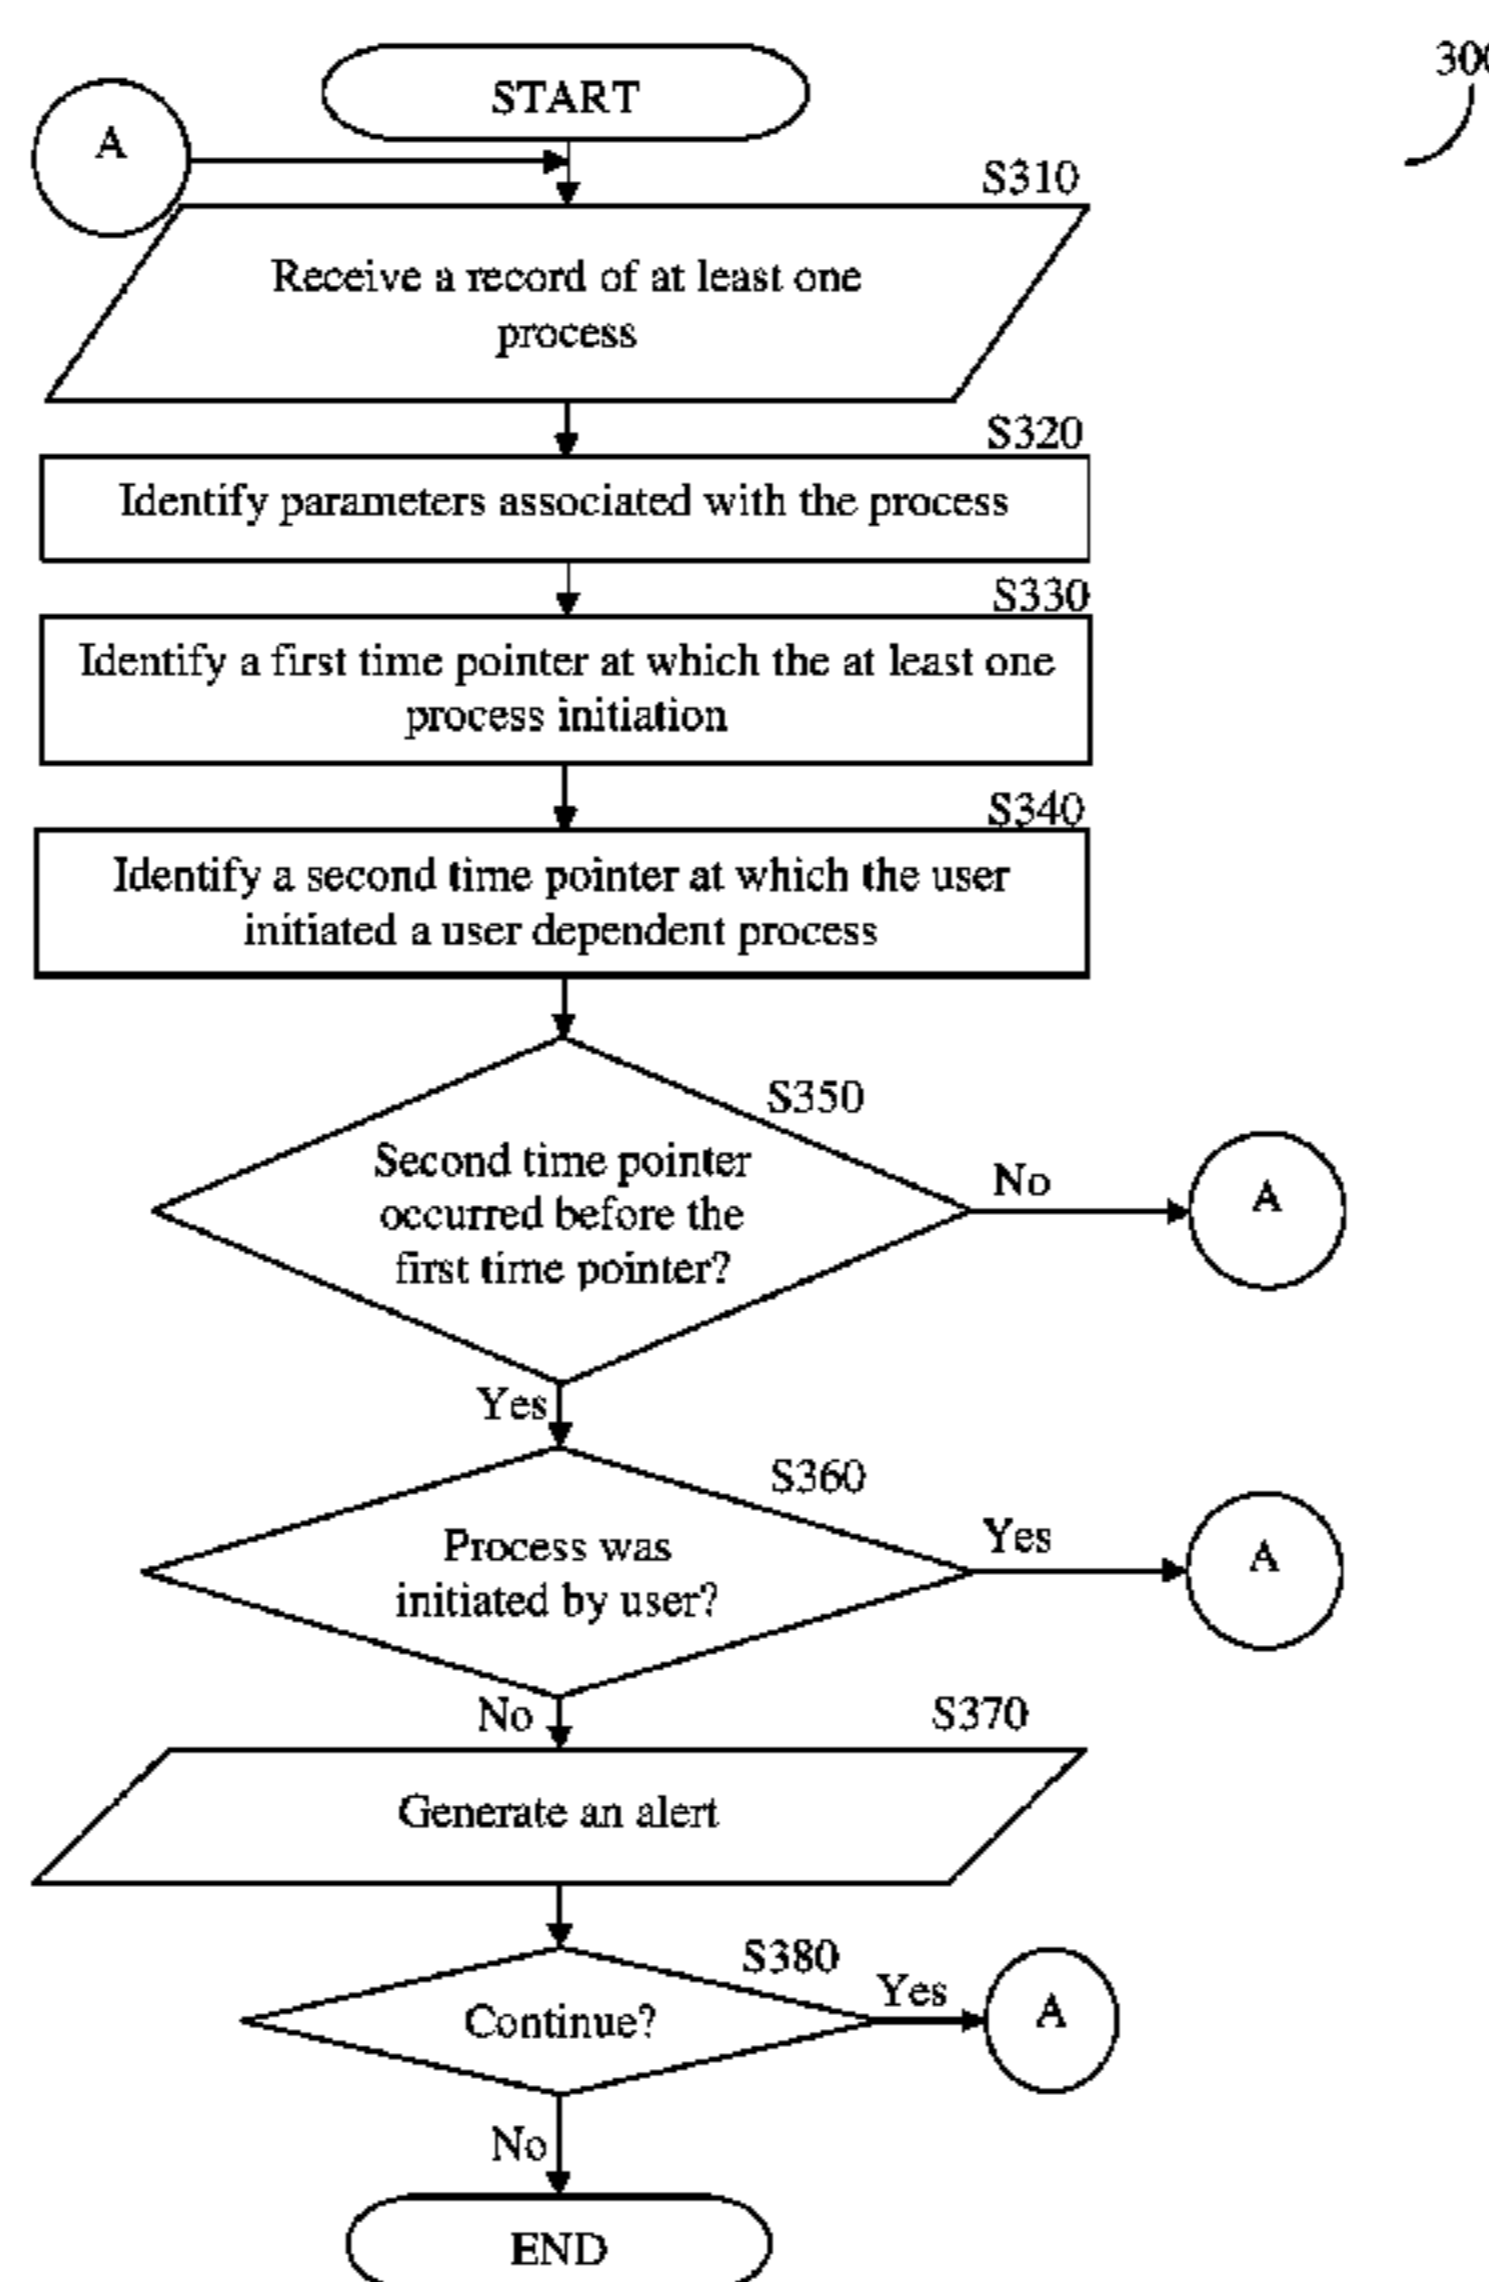 START
A
300
S310
Receive a record of at least one
process
S320
Identify parameters associated with the process
S330
Identify a first time pointer at which the at least one
process initiation
S340
Identify a second time pointer at which the user
initiated a user dependent process
S350
Second time pointer
occurred before the
first time pointer?
No
A
Yes
S360
Process was
initiated by user?
Yes
A
No
S370
Generate an alert
S380
Continue?
Yes
A
No
END